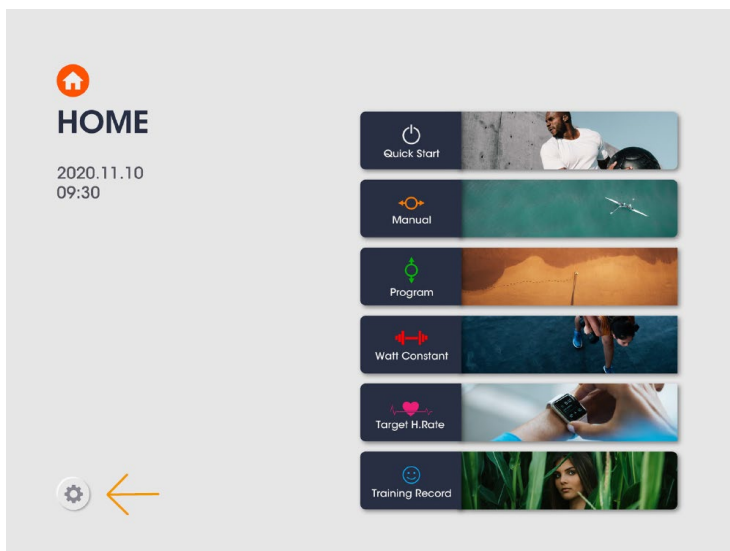 HOME
2020.11.10
09:30
Quick Start
Manual
Program
Watt Constant
Target H.Rate
Training Record